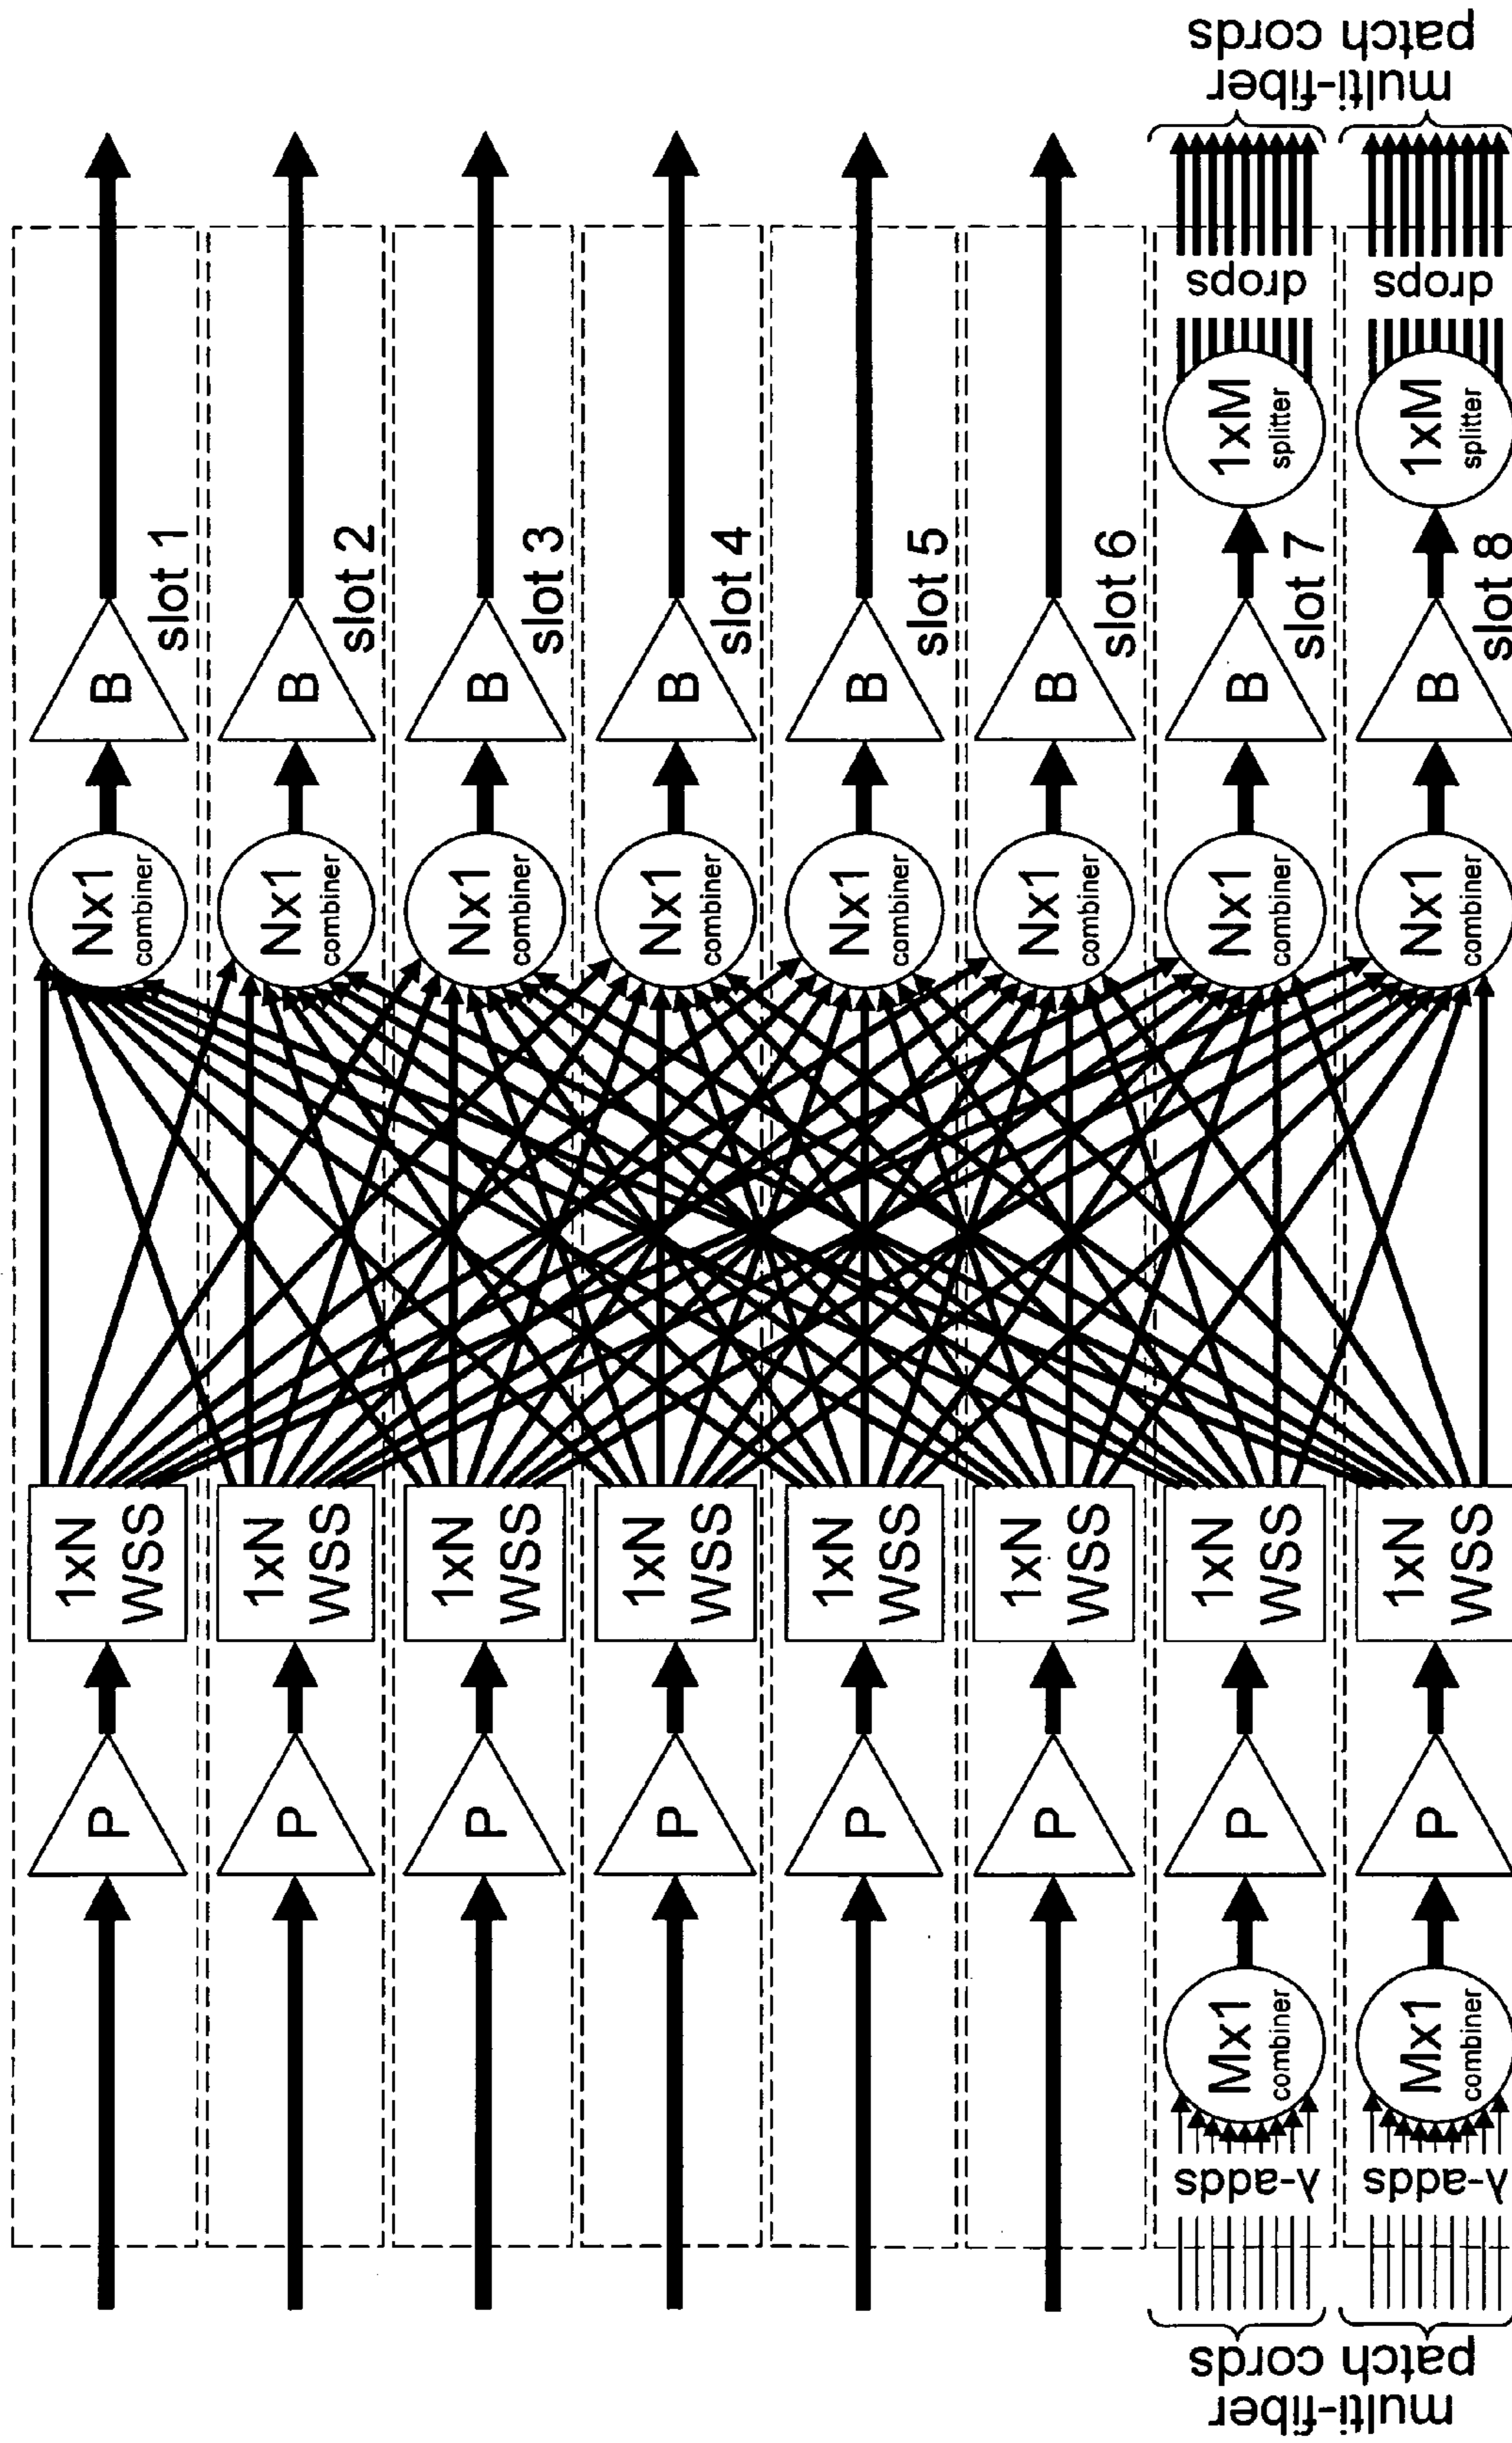 P
1xN
WSS
Nx1
combiner
B
slot 1
P
1xN
WSS
Nx1
combiner
B
slot 2
P
1xN
WSS
Nx1
combiner
B
slot 3
P
1xN
WSS
Nx1
combiner
B
slot 4
P
1xN
WSS
Nx1
combiner
B
slot 5
P
1xN
WSS
Nx1
combiner
B
slot 6
multi-fiber
patch cords
λ-adds
Mx1
combiner
P
1xN
WSS
Nx1
combiner
B
slot 7
1xM
splitter
drops
multi-fiber
patch cords
λ-adds
Mx1
combiner
P
1xN
WSS
Nx1
combiner
B
slot 8
1xM
splitter
drops